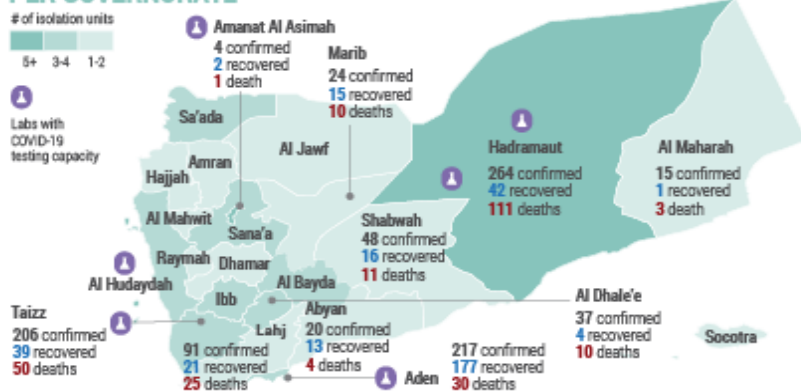 PER GOVERNORATE
# of isolation units
5+ 3-4 1-2
Labs with
COVID-19
testing capacity
Amanat Al Asimah
4 confirmed
2 recovered
1 death
Marib
24 confirmed
15 recovered
10 deaths
Sa'ada
Al Jawf
Amran
Hajjah
Al Mahwit
Sana'a
Raymah
Dhamar
Al Hudaydah
Ibb
Al Bayda
Hadramaut
264 confirmed
42 recovered
111 deaths
Al Maharah
15 confirmed
1 recovered
3 death
Shabwah
48 confirmed
16 recovered
11 deaths
Taizz
206 confirmed
39 recovered
50 deaths
Lahj
91 confirmed
21 recovered
25 deaths
Abyan
20 confirmed
13 recovered
4 deaths
Aden
217 confirmed
177 recovered
30 deaths
Al Dhale'e
37 confirmed
4 recovered
10 deaths
Socotra